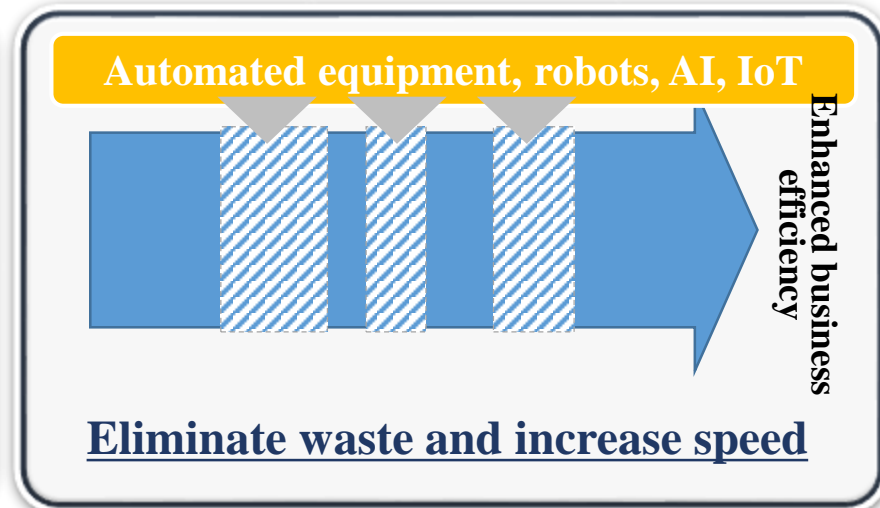 Automated equipment, robots, AI, IoT
Enhanced business
efficiency
Eliminate waste and increase speed